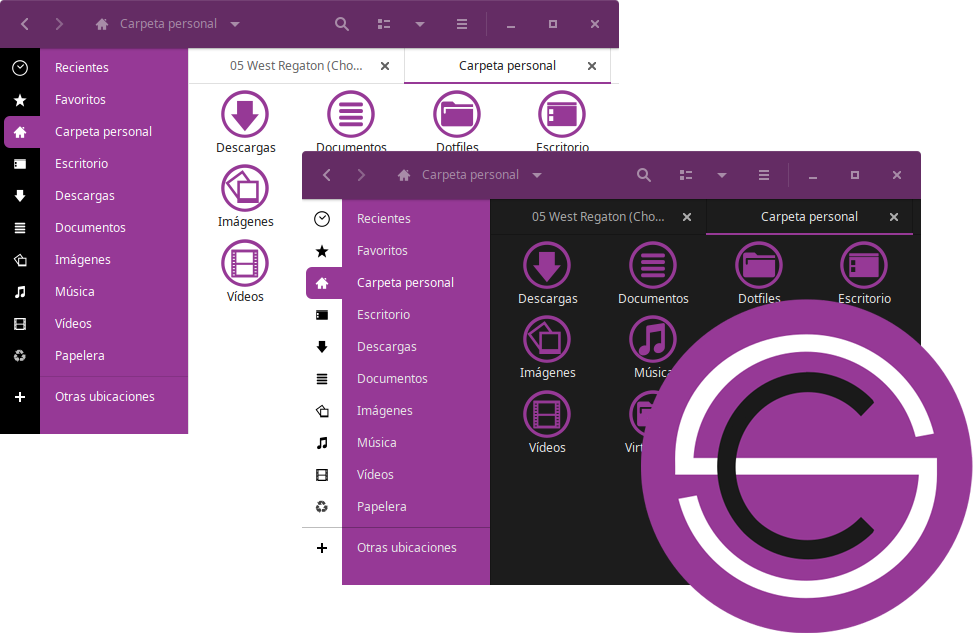 Carpeta personal
Recientes
Favoritos
Carpeta personal
Escritorio
Descargas
Documentos
Imágenes
Música
Vídeos
Papelera
Otras ubicaciones
05 West Regaton (Cho... Carpeta personal
Descargas Documentos Dotfiles Escritorio
Imágenes
Vídeos
Carpeta personal
Recientes
Favoritos
Carpeta personal
Escritorio
Descargas
Documentos
Imágenes
Música
Vídeos
Papelera
Otras ubicaciones
05 West Regaton (Cho... Carpeta personal
Descargas Documentos Dotfiles Escritorio
Imágenes Música
Vídeos